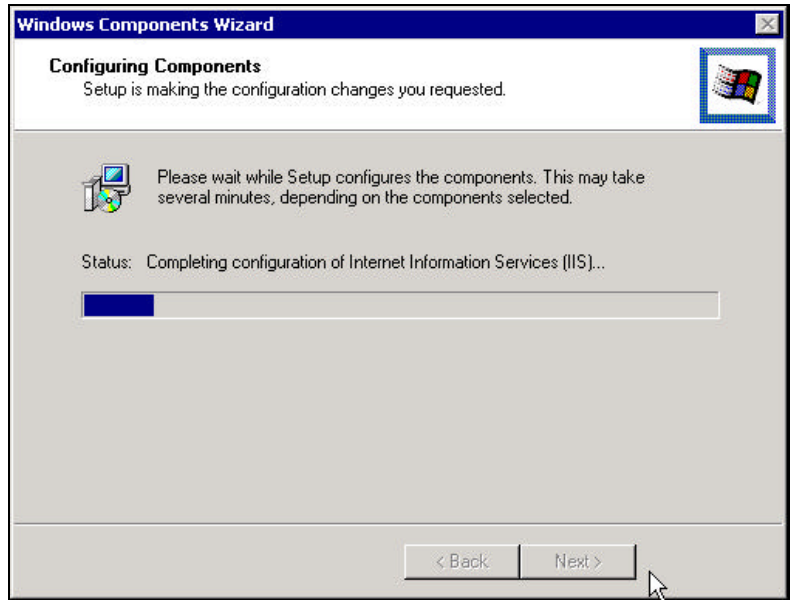 Windows Components Wizard
Configuring Components
Setup is making the configuration changes you requested.
Please wait while Setup configures the components. This may take
several minutes, depending on the components selected.
Status: Completing configuration of Internet Information Services (IIS)...
< Back Next >